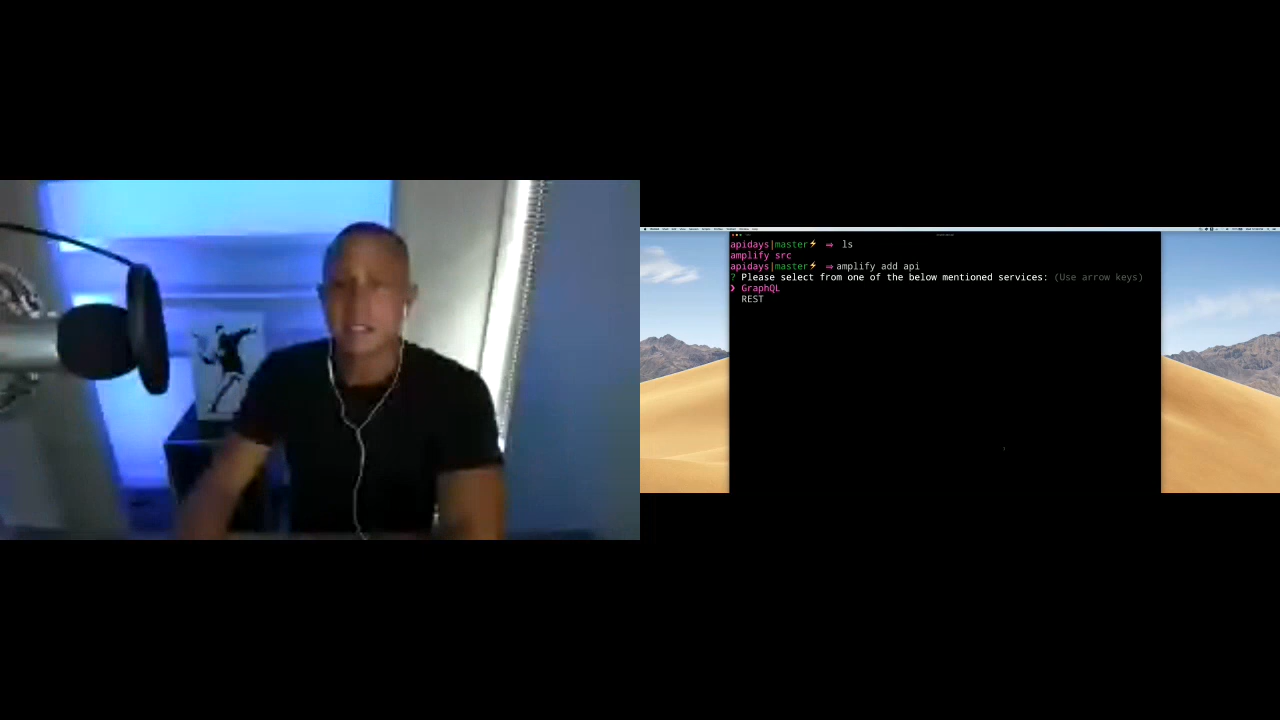 apidays|master⚡ ⇒ ls
amplify src
apidays|master⚡ ⇒amplify add api
? Please select from one of the below mentioned services: (Use arrow keys)
❯ GraphQL
REST